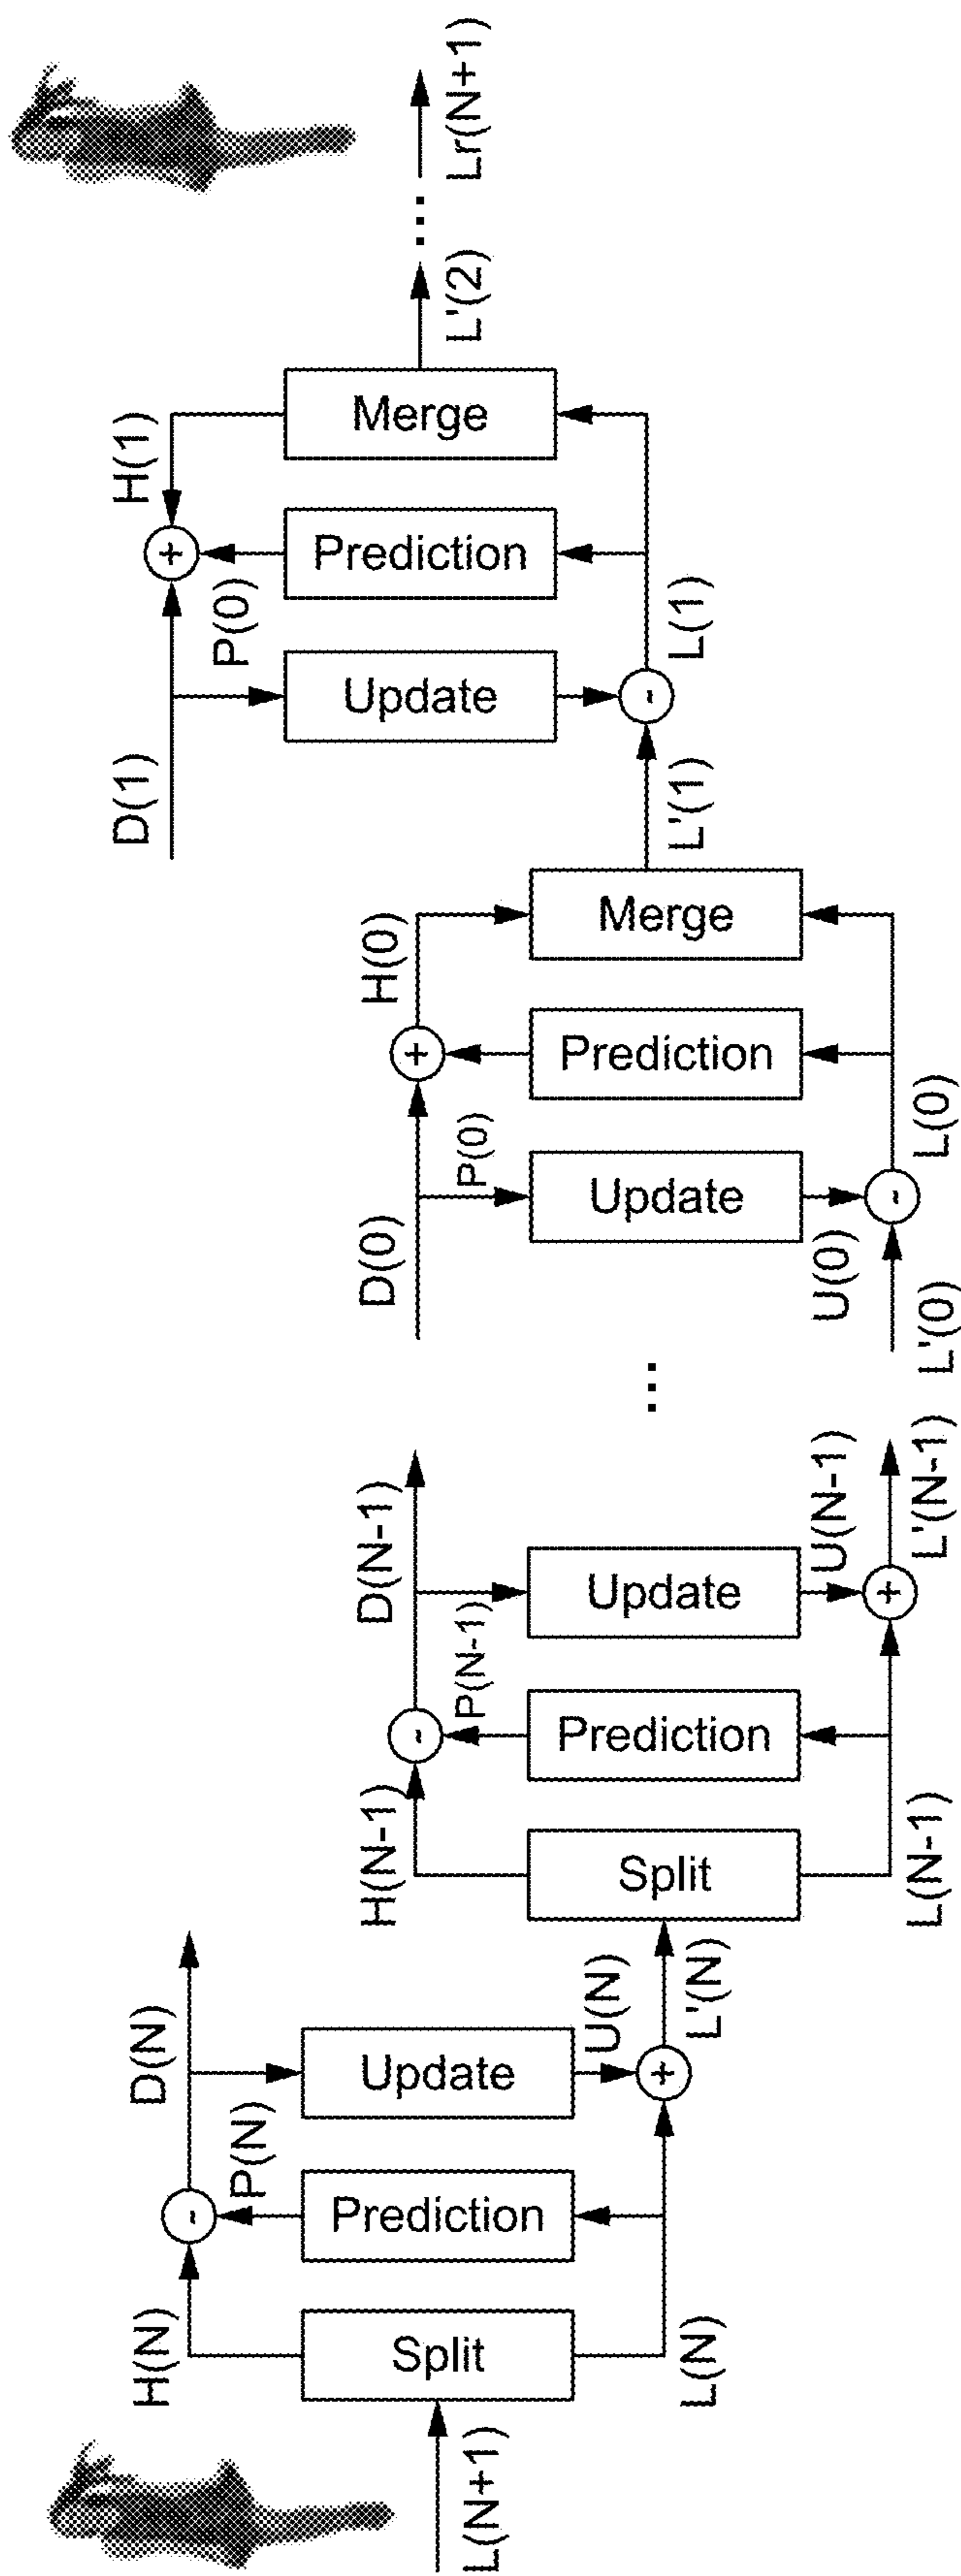 L(N+1)
Split
H(N)
L(N)
Prediction
P(N)
D(N)
Update
U(N)
L'(N)
Split
H(N-1)
L(N-1)
Prediction
P(N-1)
D(N-1)
Update
U(N-1)
L'(N-1)
...
D(0)
L'(0)
U(0)
Update
P(0)
L(0)
Prediction
H(0)
Merge
L'(1)
D(1)
Update
P(0)
L(1)
Prediction
H(1)
Merge
L'(2)
...
Lr(N+1)